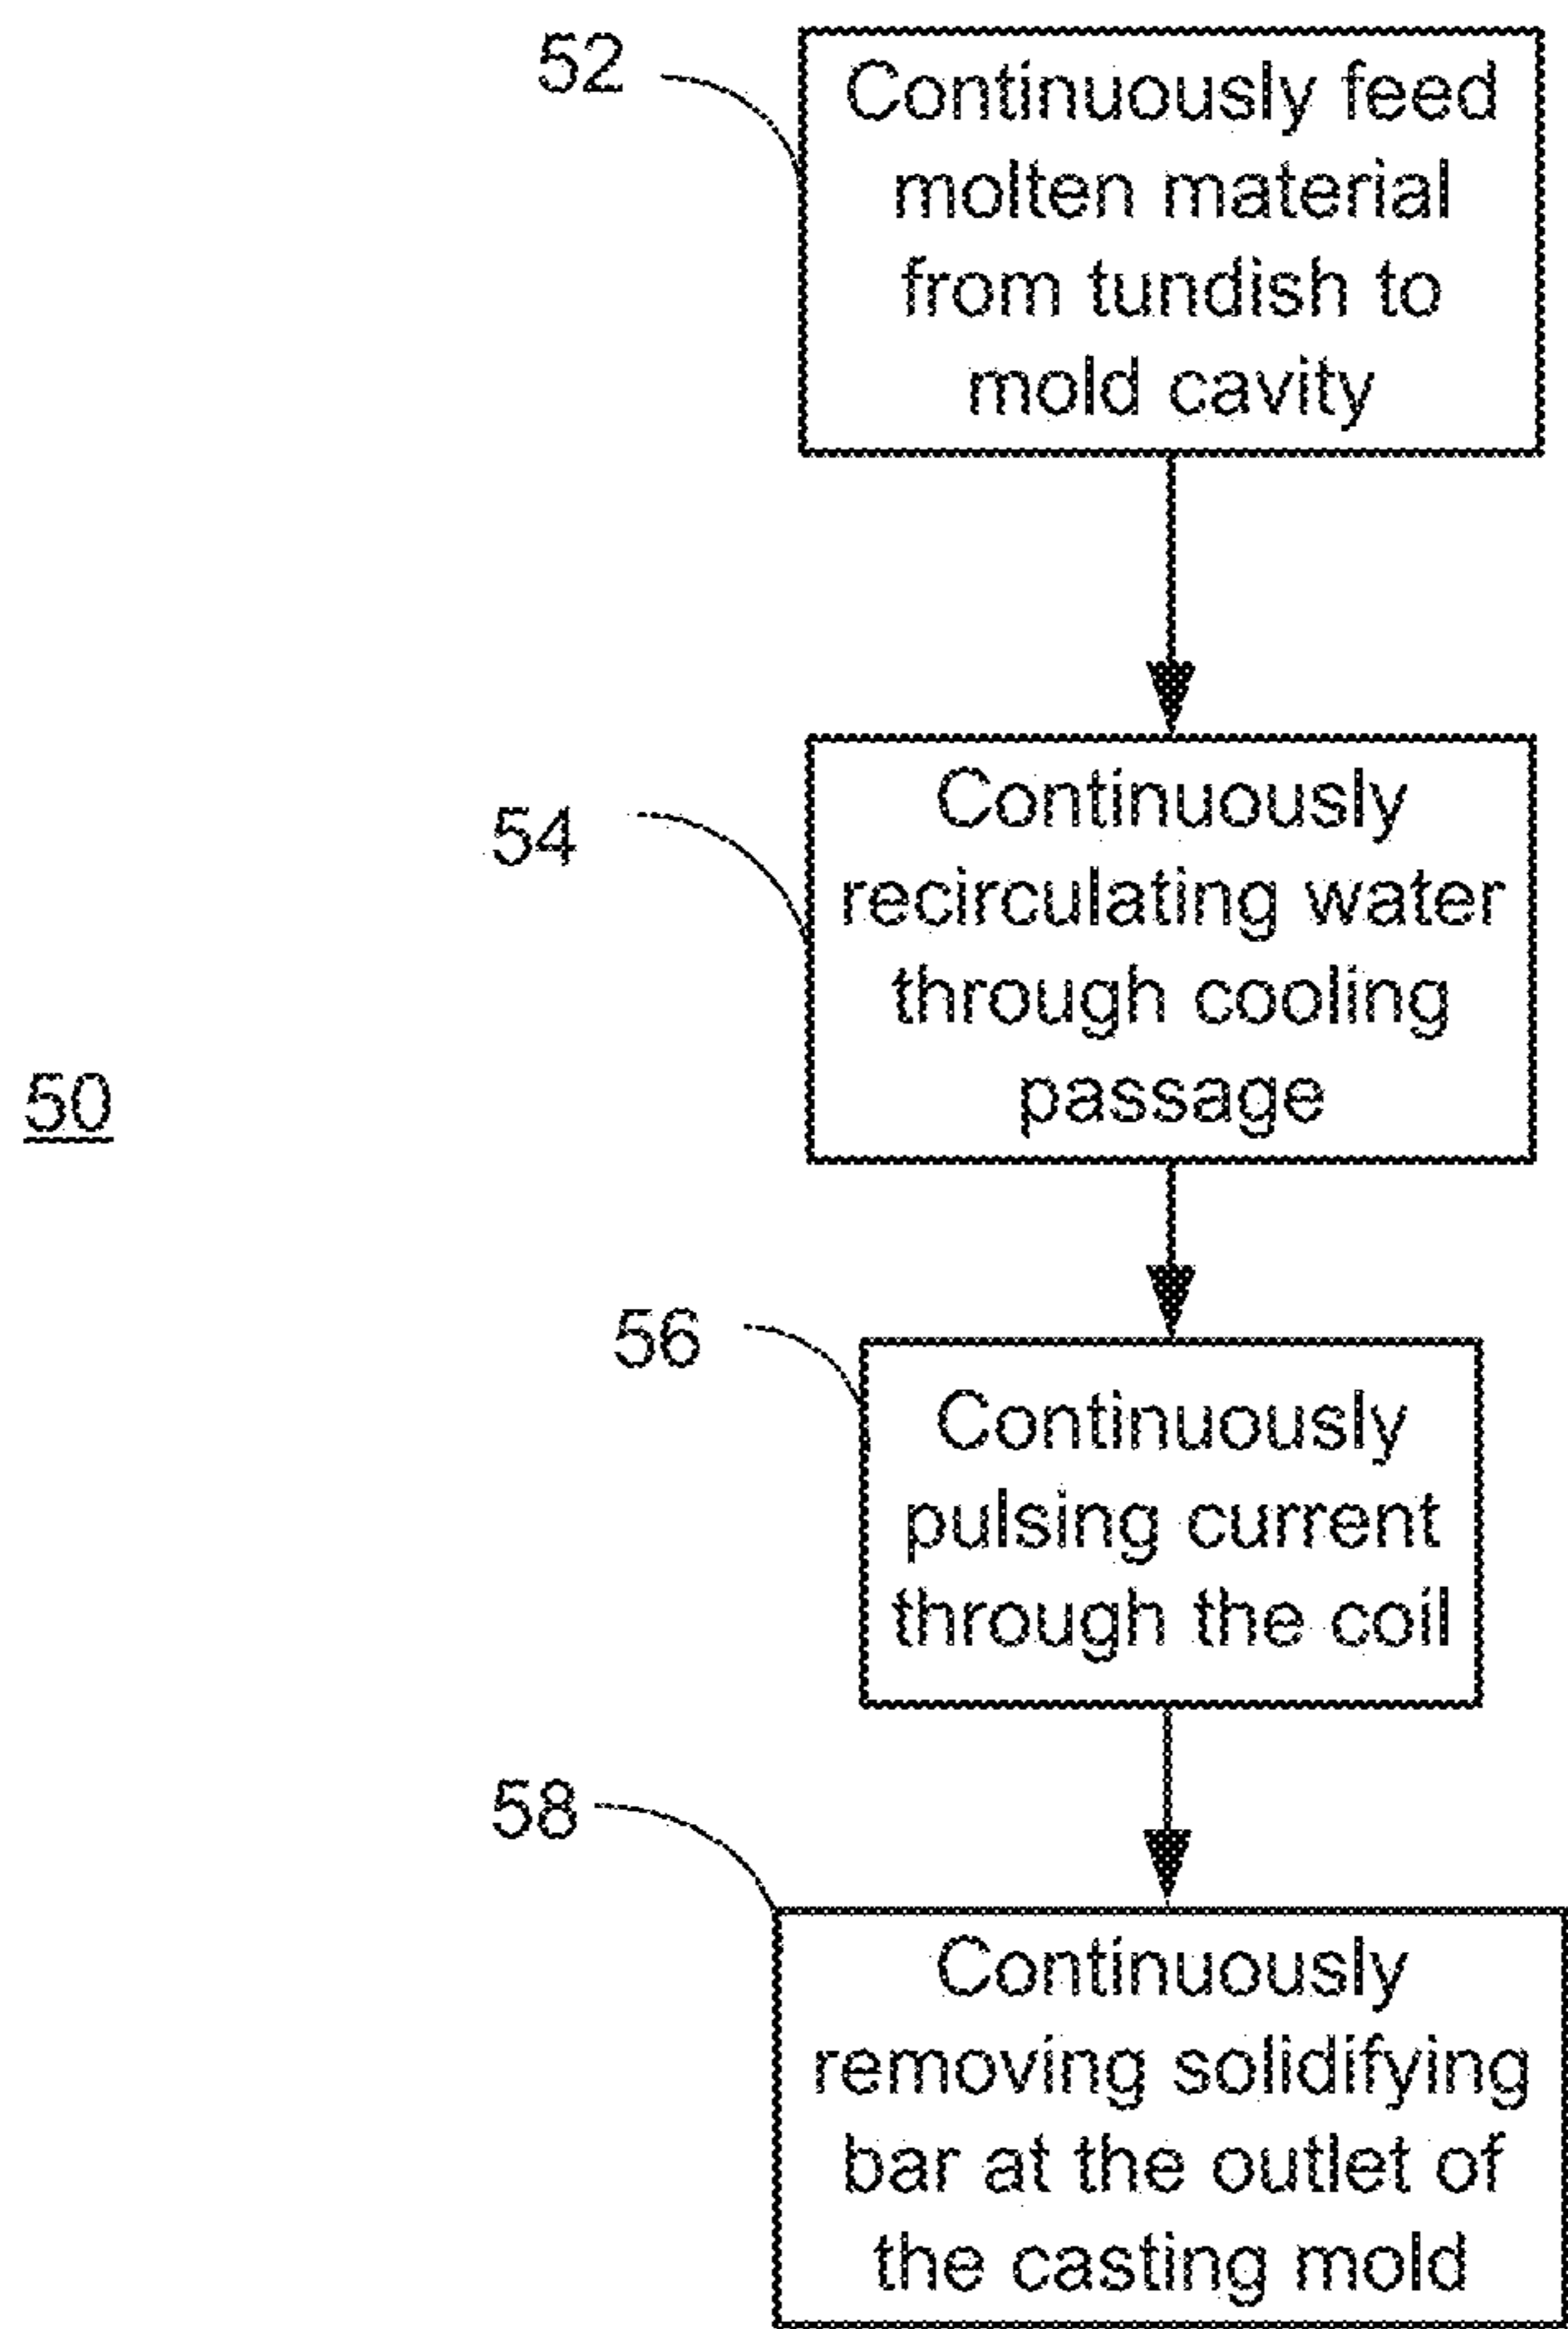 52
Continuously feed
molten material
from tundish to
mold cavity
54
Continuously
recirculating water
through cooling
passage
50
56
Continuously
pulsing current
through the coil
58
Continuously
removing solidifying
bar at the outlet of
the casting mold